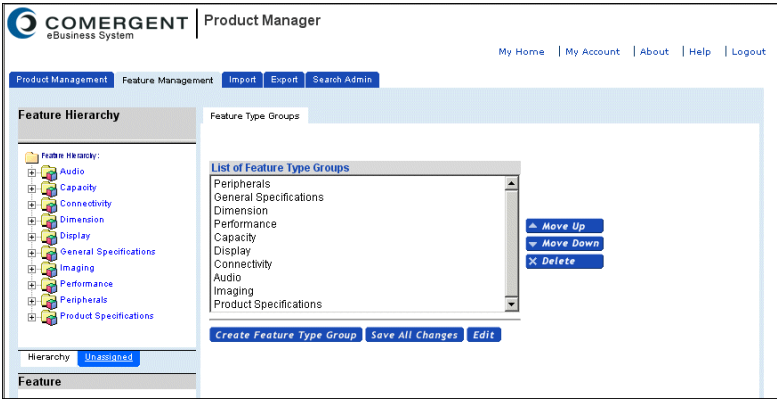 COMERGENT
eBusiness System
Product Manager
My Home | My Account | About | Help | Logout
Product Management Feature Management Import Export Search Admin
Feature Hierarchy
Feature Type Groups
Feature Hierarchy:
Audio
Capacity
Connectivity
Dimension
Display
General Specifications
Imaging
Performance
Peripherals
Product Specifications
List of Feature Type Groups
Peripherals
General Specifications
Dimension
Performance
Capacity
Display
Connectivity
Audio
Imaging
Product Specifications
Move Up
Move Down
Delete
Create Feature Type Group Save All Changes Edit
Hierarchy Unassigned
Feature